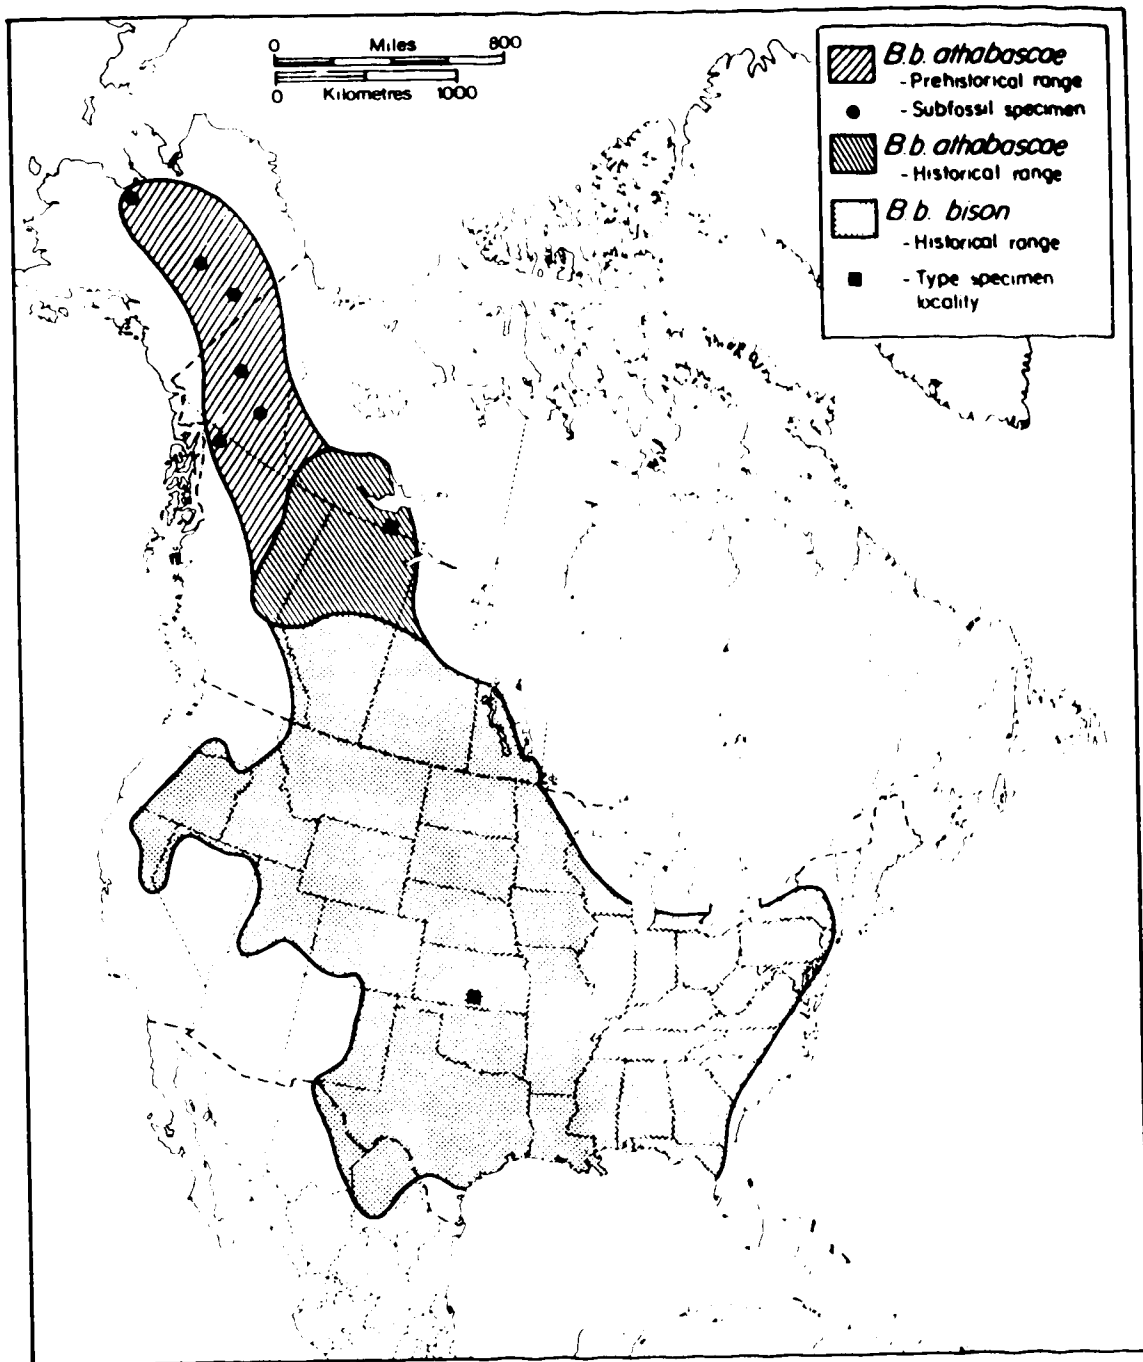 0 Miles 800
0 Kilometres 1000
B.b. athabascae
- Prehistorical range
- Subfossil specimen
B.b. athabascae
- Historical range
B.b. bison
- Historical range
- Type specimen
locality